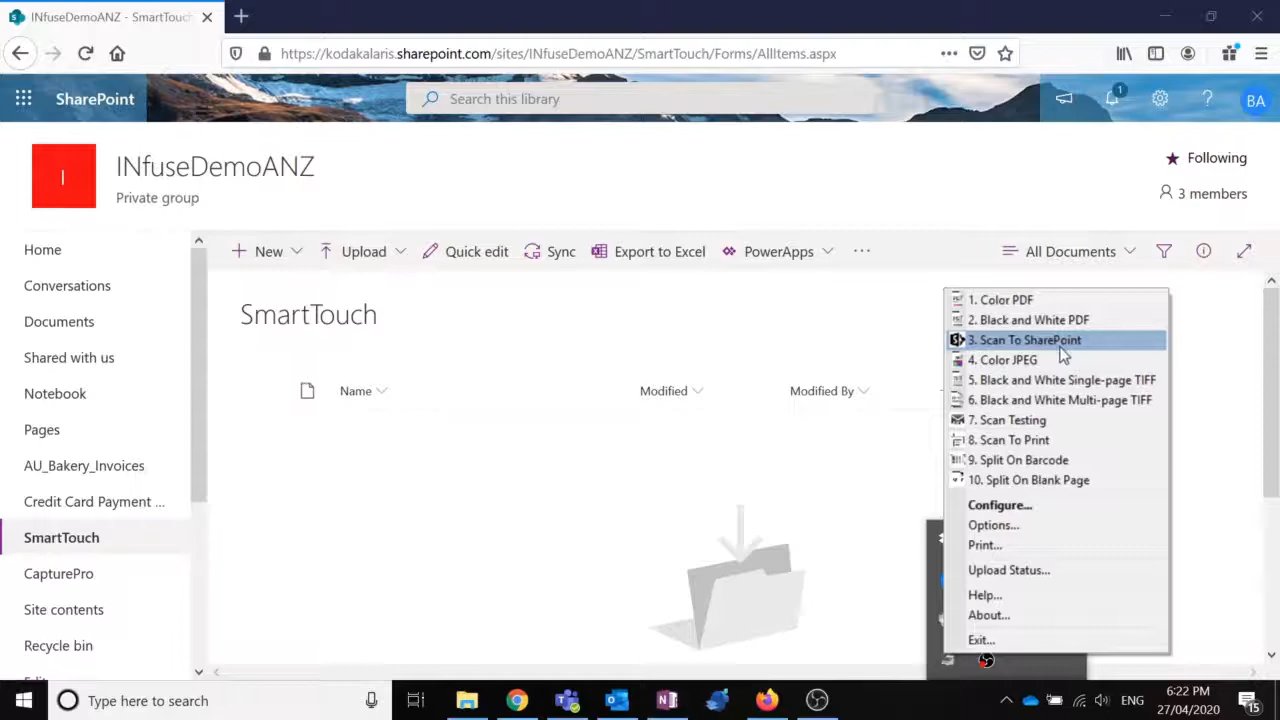 INfuseDemoANZ - SmartTouch
https://kodakalaris.sharepoint.com/sites/INfuseDemoANZ/SmartTouch/Forms/AllItems.aspx
SharePoint
Search this library
1
BA
I
INfuseDemoANZ
Private group
Following
3 members
Home
Conversations
Documents
Shared with us
Notebook
Pages
AU_Bakery_Invoices
Credit Card Payment ...
SmartTouch
CapturePro
Site contents
Recycle bin
New
Upload
Quick edit
Sync
Export to Excel
PowerApps
All Documents
SmartTouch
Name
Modified
Modified By
1. Color PDF
2. Black and White PDF
3. Scan To SharePoint
4. Color JPEG
5. Black and White Single-page TIFF
6. Black and White Multi-page TIFF
7. Scan Testing
8. Scan To Print
9. Split On Barcode
10. Split On Blank Page
Configure...
Options...
Print...
Upload Status...
Help...
About...
Exit...
Type here to search
ENG
6:22 PM
27/04/2020
15